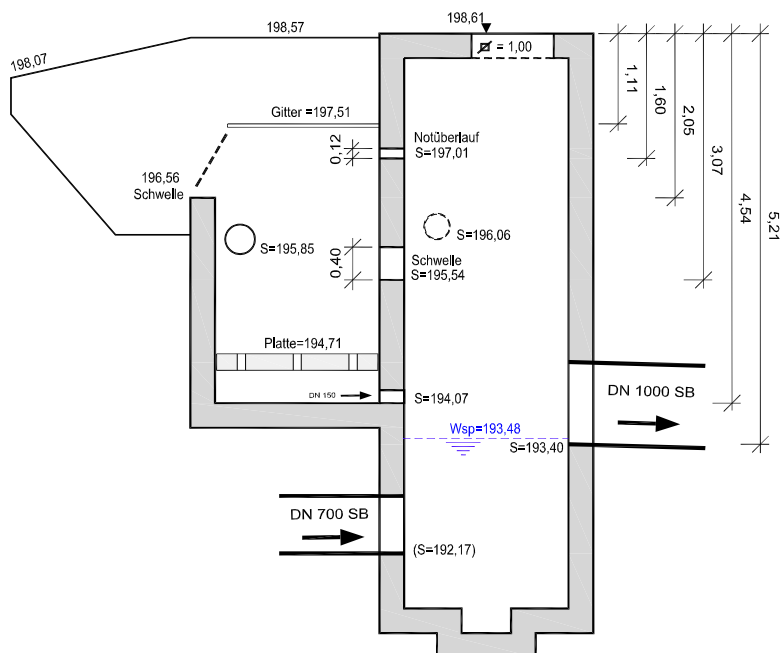 198,61
198,57
198,07
⌀ = 1,00
Gitter =197,51
Notüberlauf
S=197,01
0,12
196,56
Schwelle
S=195,85
S=196,06
0,40
Schwelle
S=195,54
Platte=194,71
DN 150
S=194,07
Wsp=193,48
S=193,40
DN 1000 SB
DN 700 SB
(S=192,17)
1,11
1,60
2,05
3,07
4,54
5,21